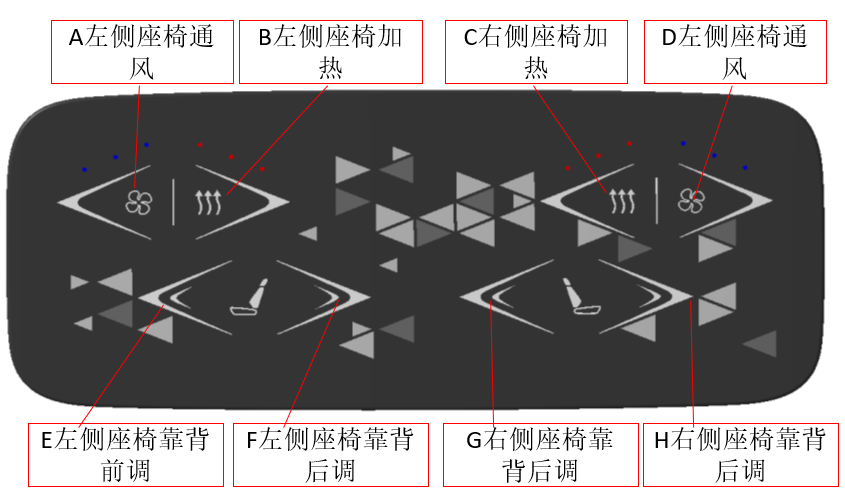 A左侧座椅通
风
B左侧座椅加
热
C右侧座椅加
热
D左侧座椅通
风
E左侧座椅靠背
前调
F左侧座椅靠背
后调
G右侧座椅靠
背后调
H右侧座椅靠背
后调